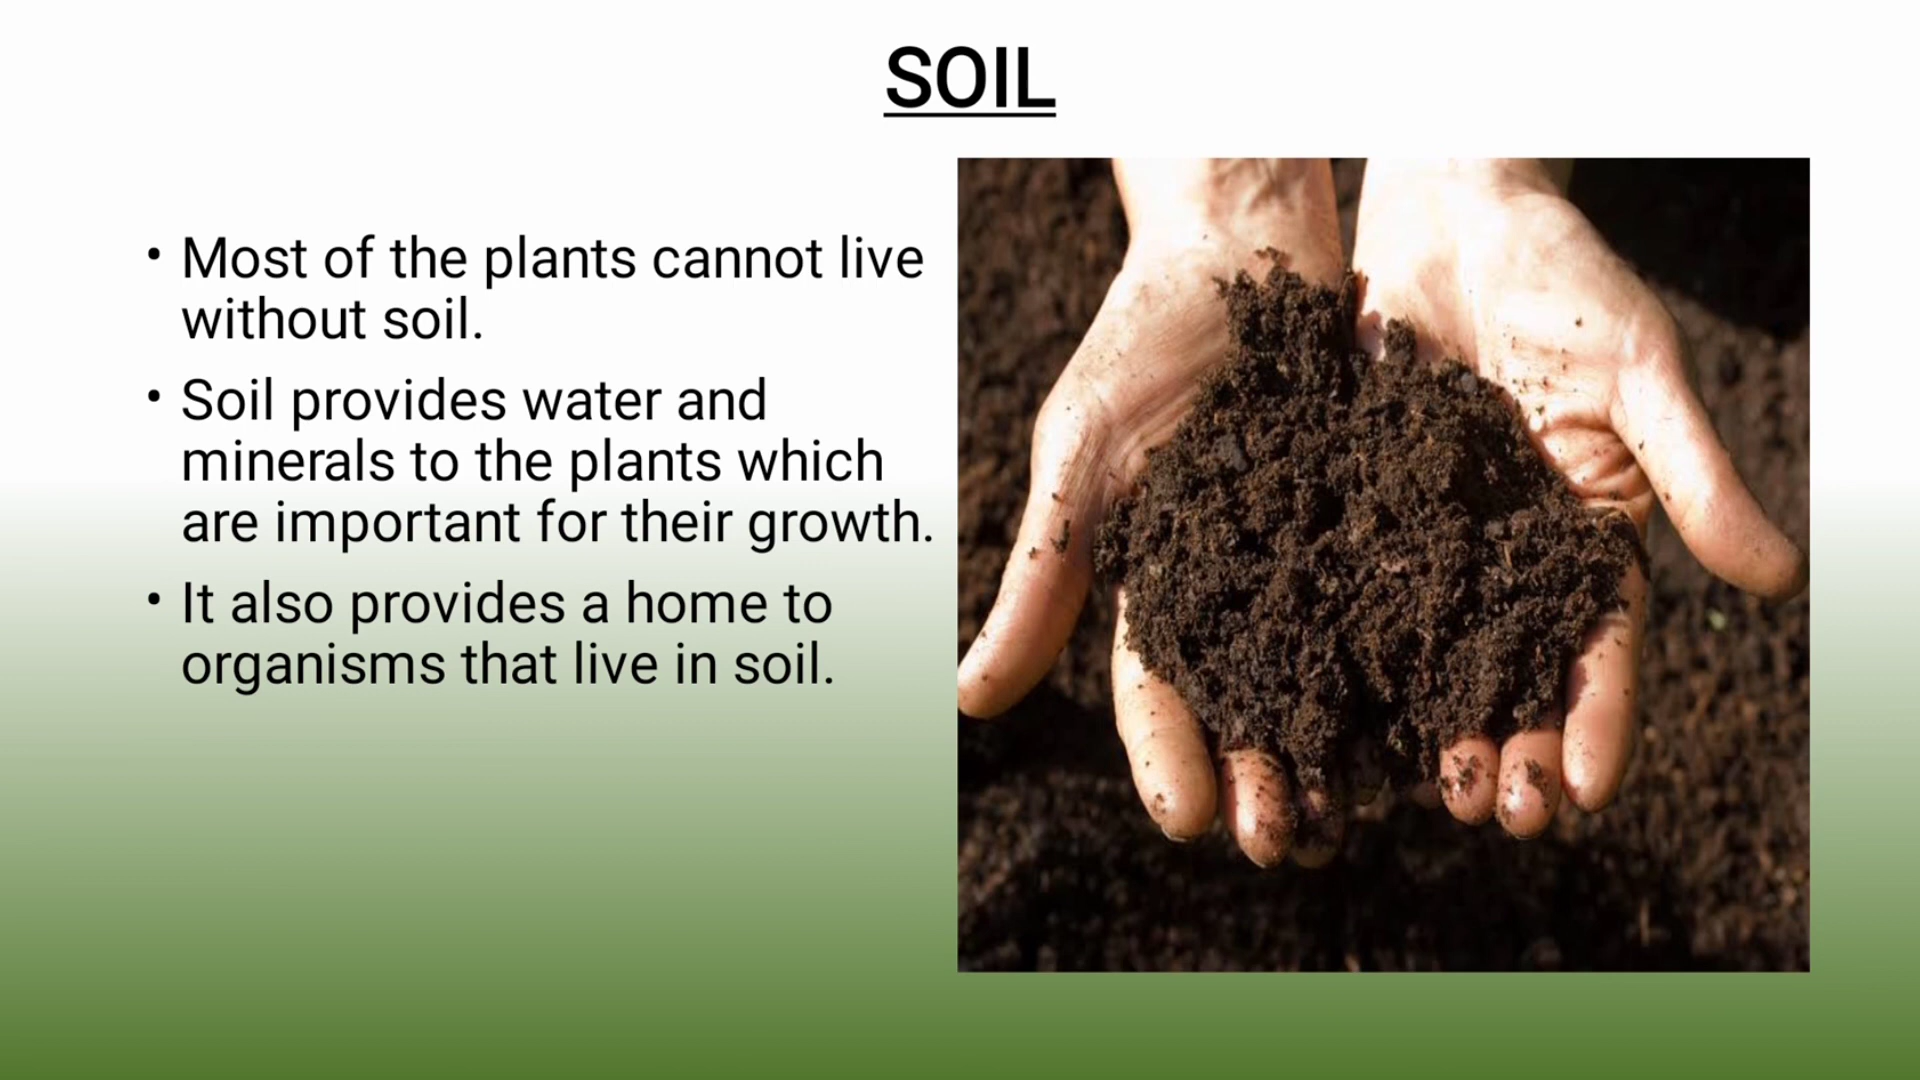 SOIL
• Most of the plants cannot live
without soil.
• Soil provides water and
minerals to the plants which
are important for their growth.
• It also provides a home to
organisms that live in soil.